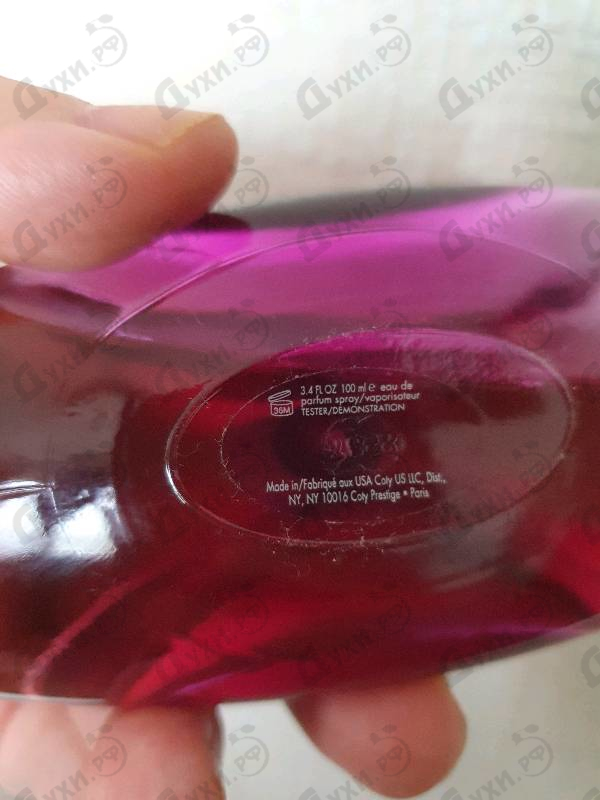 Духи.РФ
3.4 FL OZ 100 ml e eau de
parfum spray/vaporisateur
TESTER/DEMONSTRATION
36M
Made in/Fabriqué aux USA Coty US LLC, Dist.,
NY, NY 10016 Coty Prestige • Paris